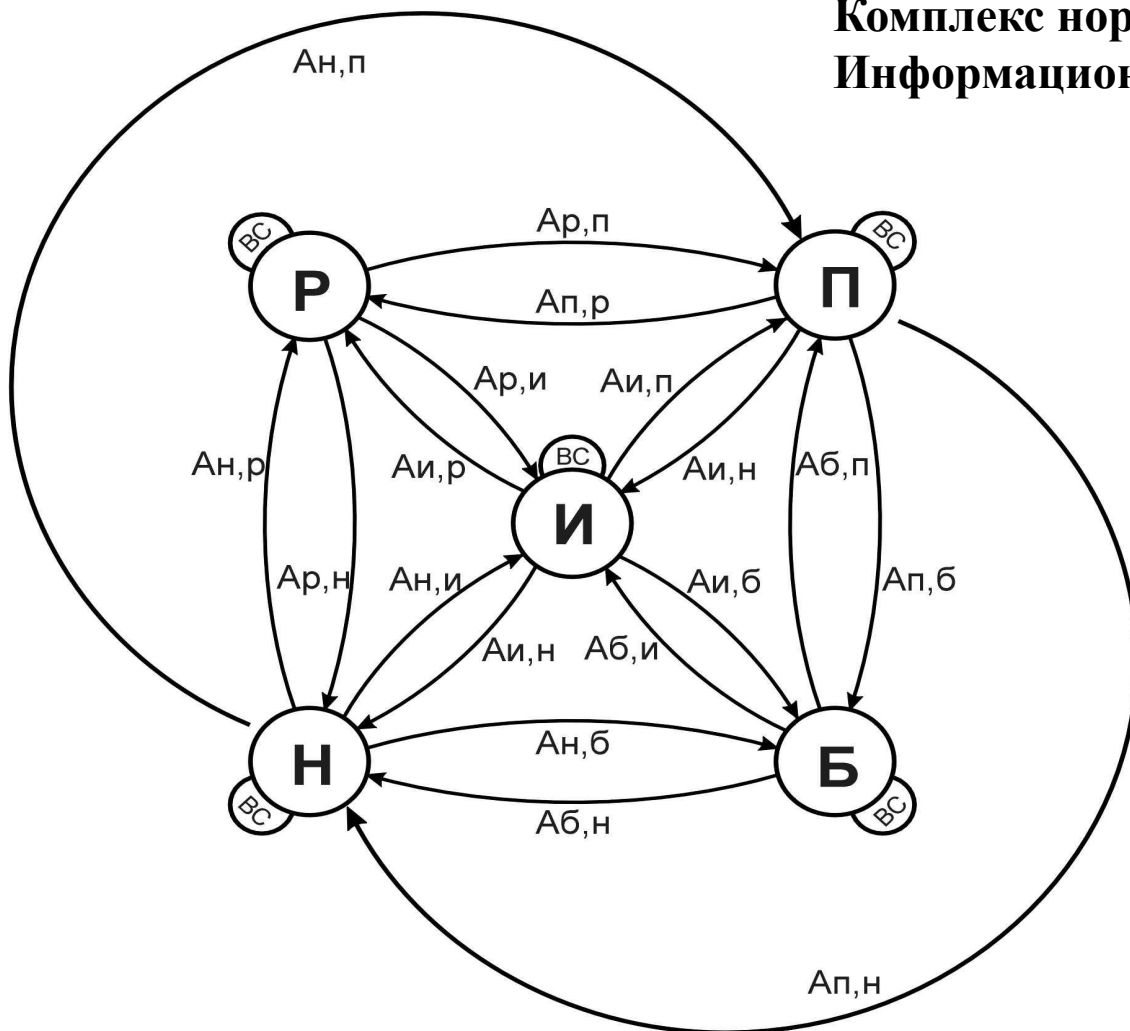 Комплекс нор
Информацион
Ан,п
ВС
Ар,п
ВС
Р
П
Ап,р
Ар,и
Аи,п
Ан,р
Аи,р
ВС
Аи,н
Аб,п
И
Ар,н
Ан,и
Аи,б
Ап,б
Аи,н
Аб,и
Н
Ан,б
Б
ВС
Аб,н
ВС
Ап,н